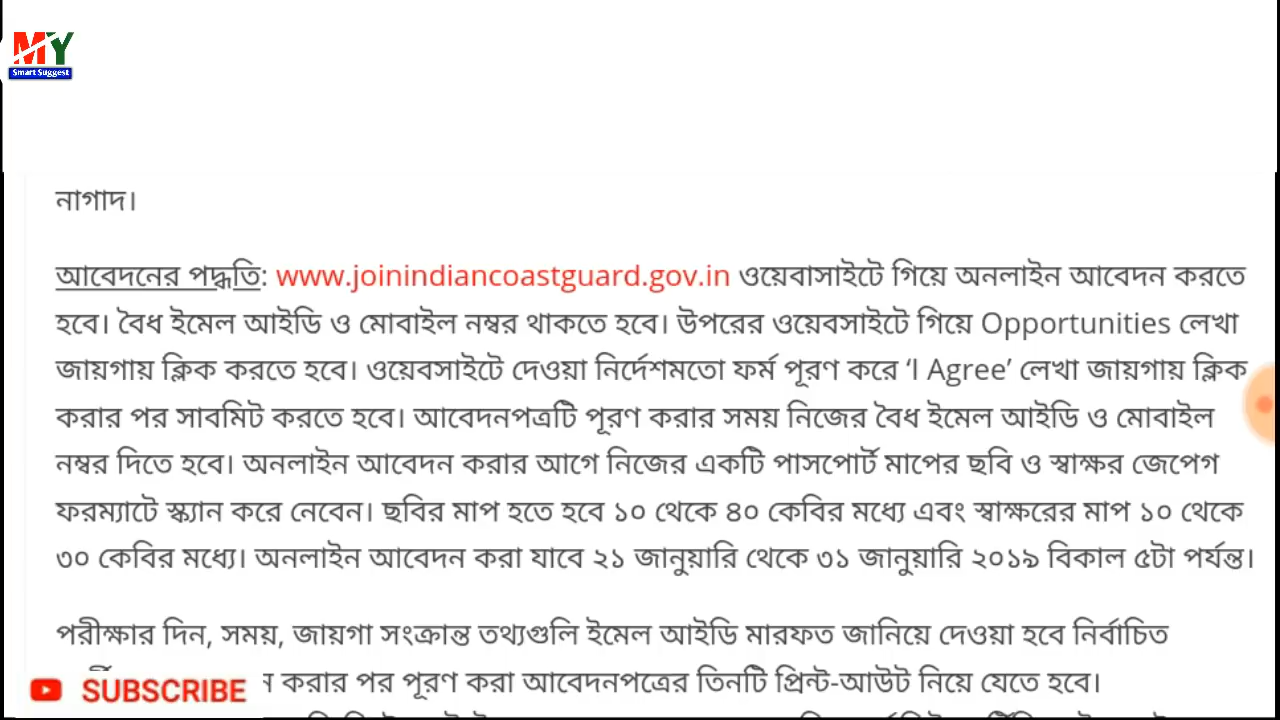 MY
Smart Suggest
নাগাদ।
আবেদনের পদ্ধতি: www.joinindiancoastguard.gov.in ওয়েবাসাইটে গিয়ে অনলাইন আবেদন করতে
হবে। বৈধ ইমেল আইডি ও মোবাইল নম্বর থাকতে হবে। উপরের ওয়েবসাইটে গিয়ে Opportunities লেখা
জায়গায় ক্লিক করতে হবে। ওয়েবসাইটে দেওয়া নির্দেশমতো ফর্ম পূরণ করে ‘I Agree’ লেখা জায়গায় ক্লিক
করার পর সাবমিট করতে হবে। আবেদনপত্রটি পূরণ করার সময় নিজের বৈধ ইমেল আইডি ও মোবাইল
নম্বর দিতে হবে। অনলাইন আবেদন করার আগে নিজের একটি পাসপোর্ট মাপের ছবি ও স্বাক্ষর জেপেগ
ফরম্যাটে স্ক্যান করে নেবেন। ছবির মাপ হতে হবে ১০ থেকে ৪০ কেবির মধ্যে এবং স্বাক্ষরের মাপ ১০ থেকে
৩০ কেবির মধ্যে। অনলাইন আবেদন করা যাবে ২১ জানুয়ারি থেকে ৩১ জানুয়ারি ২০১৯ বিকাল ৫টা পর্যন্ত।
পরীক্ষার দিন, সময়, জায়গা সংক্রান্ত তথ্যগুলি ইমেল আইডি মারফত জানিয়ে দেওয়া হবে নির্বাচিত
করার পর পূরণ করা আবেদনপত্রের তিনটি প্রিন্ট-আউট নিয়ে যেতে হবে।
SUBSCRIBE